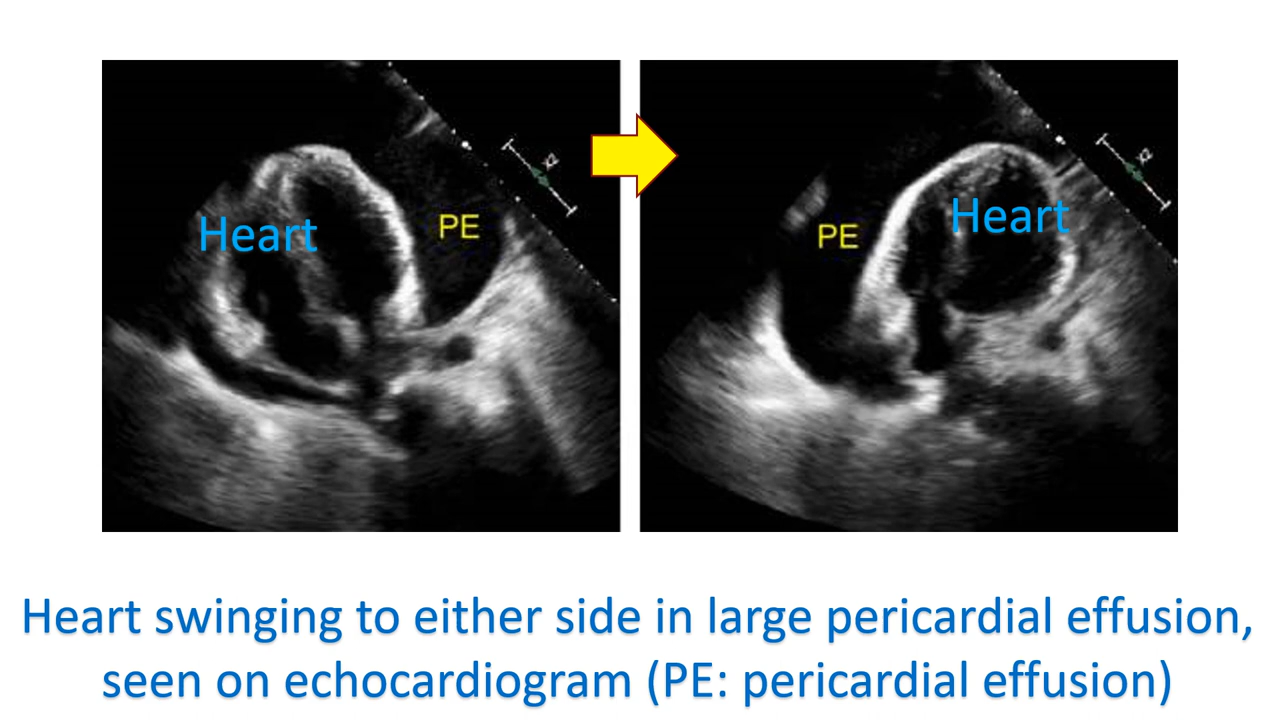 Heart
PE
PE
Heart
Heart swinging to either side in large pericardial effusion,
seen on echocardiogram (PE: pericardial effusion)